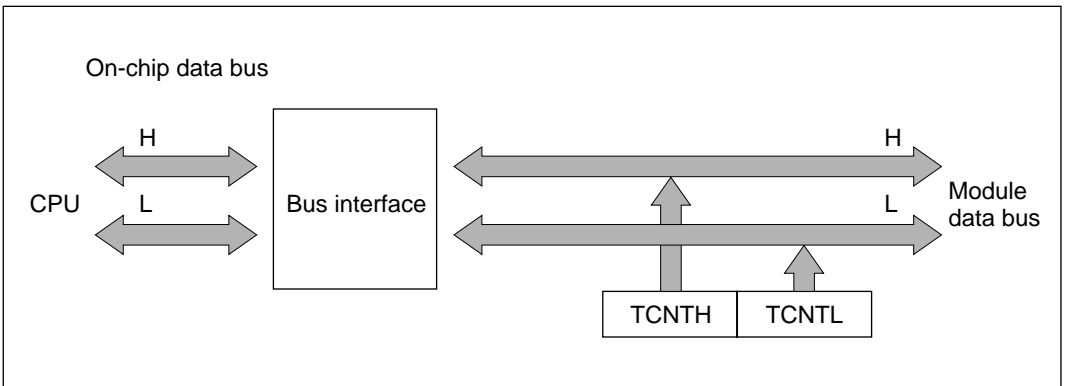 On-chip data bus
H
H
CPU
L
Bus interface
L
Module
data bus
TCNTH
TCNTL